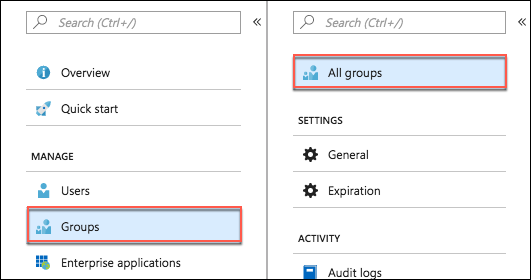 Search (Ctrl+/)
Overview
Quick start
MANAGE
Users
Groups
Enterprise applications
Search (Ctrl+/)
All groups
SETTINGS
General
Expiration
ACTIVITY
Audit logs